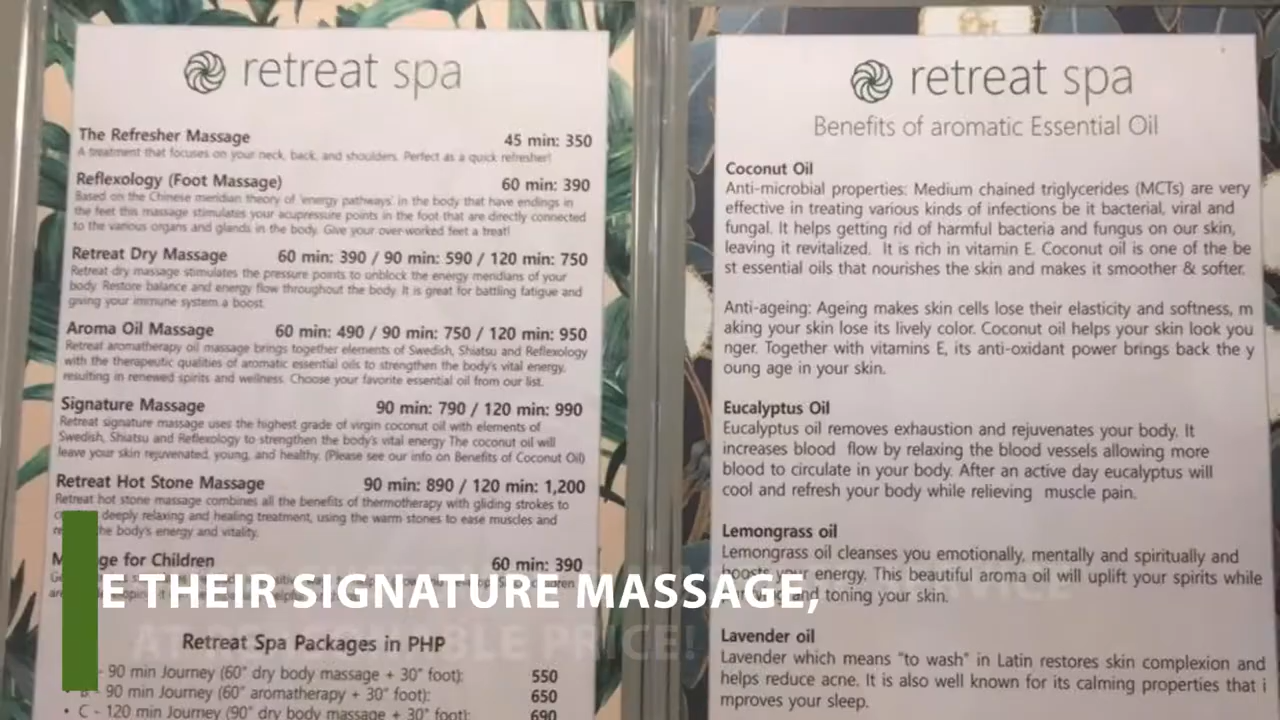 retreat spa
The Refresher Massage 45 min: 350
A treatment that focuses on your neck, back, and shoulders. Perfect as a quick refresher!
Reflexology (Foot Massage) 60 min: 390
Based on the Chinese meridian theory of 'energy pathways' in the body that have endings in
the feet this massage stimulates your acupressure points in the foot that are directly connected
to the various organs and glands in the body. Give your over-worked feet a treat!
Retreat Dry Massage 60 min: 390 / 90 min: 590 / 120 min: 750
Retreat dry massage stimulates the pressure points to unblock the energy meridians of your
body. Restore balance and energy flow throughout the body. It is great for battling fatigue and
giving your immune system a boost.
Aroma Oil Massage 60 min: 490 / 90 min: 750 / 120 min: 950
Retreat aromatherapy oil massage brings together elements of Swedish, Shiatsu and Reflexology
with the therapeutic qualities of aromatic essential oils to strengthen the body's vital energy,
resulting in renewed spirits and wellness. Choose your favorite essential oil from our list.
Signature Massage 90 min: 790 / 120 min: 990
Retreat signature massage uses the highest grade of virgin coconut oil with elements of
Swedish, Shiatsu and Reflexology to strengthen the body's vital energy The coconut oil will
leave your skin rejuvenated, young, and healthy. (Please see our info on Benefits of Coconut Oil)
Retreat Hot Stone Massage 90 min: 890 / 120 min: 1,200
Retreat hot stone massage combines all the benefits of thermotherapy with gliding strokes to
deeply relaxing and healing treatment, using the warm stones to ease muscles and
the body's energy and vitality.
for Children 60 min: 390
E THEIR SIGNATURE MASSAGE,
AT PRICE!
Retreat Spa Packages in PHP
- 90 min Journey (60" dry body massage + 30" foot): 550
- 90 min Journey (60" aromatherapy + 30" foot): 650
• C - 120 min Journey (90" dry body massage + 30" foot): 690
retreat spa
Benefits of aromatic Essential Oil
Coconut Oil
Anti-microbial properties: Medium chained triglycerides (MCTs) are very
effective in treating various kinds of infections be it bacterial, viral and
fungal. It helps getting rid of harmful bacteria and fungus on our skin,
leaving it revitalized. It is rich in vitamin E. Coconut oil is one of the be
st essential oils that nourishes the skin and makes it smoother & softer.
Anti-ageing: Ageing makes skin cells lose their elasticity and softness, m
aking your skin lose its lively color. Coconut oil helps your skin look you
nger. Together with vitamins E, its anti-oxidant power brings back the y
oung age in your skin.
Eucalyptus Oil
Eucalyptus oil removes exhaustion and rejuvenates your body. It
increases blood flow by relaxing the blood vessels allowing more
blood to circulate in your body. After an active day eucalyptus will
cool and refresh your body while relieving muscle pain.
Lemongrass oil
Lemongrass oil cleanses you emotionally, mentally and spiritually and
boosts your energy. This beautiful aroma oil will uplift your spirits while
and toning your skin.
Lavender oil
Lavender which means "to wash" in Latin restores skin complexion and
helps reduce acne. It is also well known for its calming properties that i
mproves your sleep.